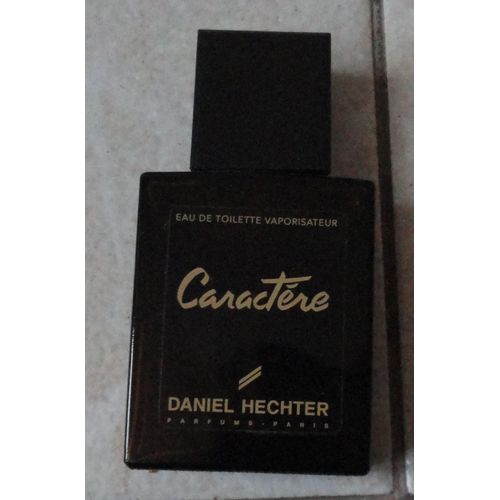 EAU DE TOILETTE VAPORISATEUR
Caractère
DANIEL HECHTER
PARFUMS - PARIS